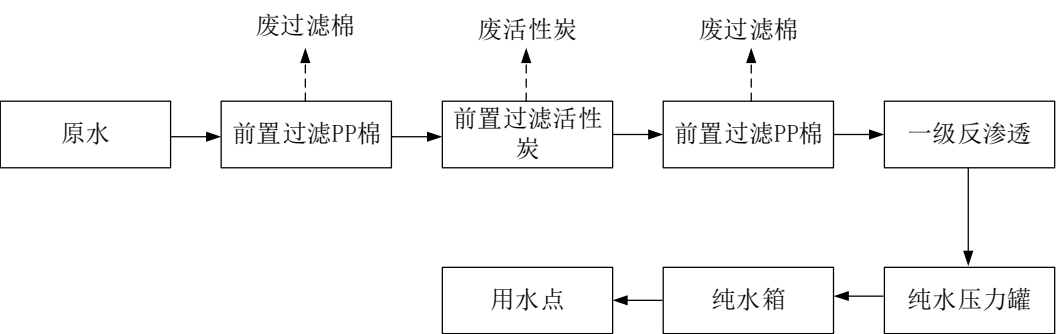 废过滤棉
废活性炭
废过滤棉
原水
前置过滤PP棉
前置过滤活性
炭
前置过滤PP棉
一级反渗透
用水点
纯水箱
纯水压力罐